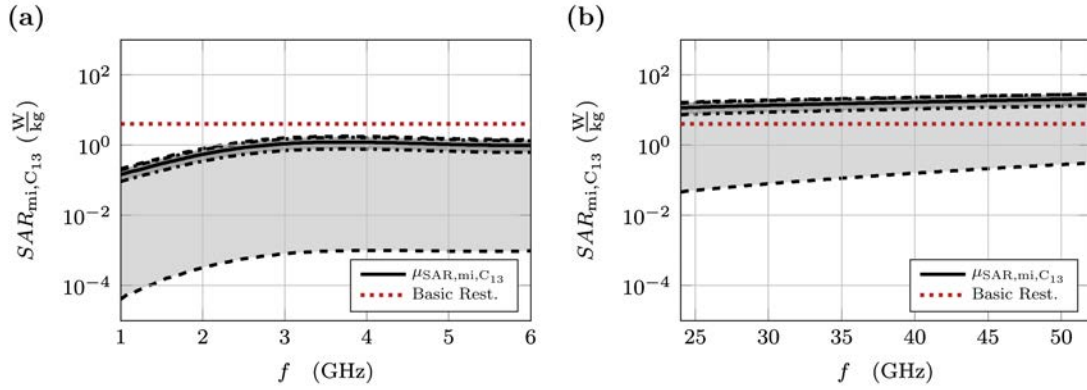 (a)
SAR_mi,C13 (W/kg)
10^2
10^0
10^−2
10^−4
μ_SAR,mi,C13
Basic Rest.
1 2 3 4 5 6
f (GHz)
(b)
SAR_mi,C13 (W/kg)
10^2
10^0
10^−2
10^−4
μ_SAR,mi,C13
Basic Rest.
25 30 35 40 45 50
f (GHz)